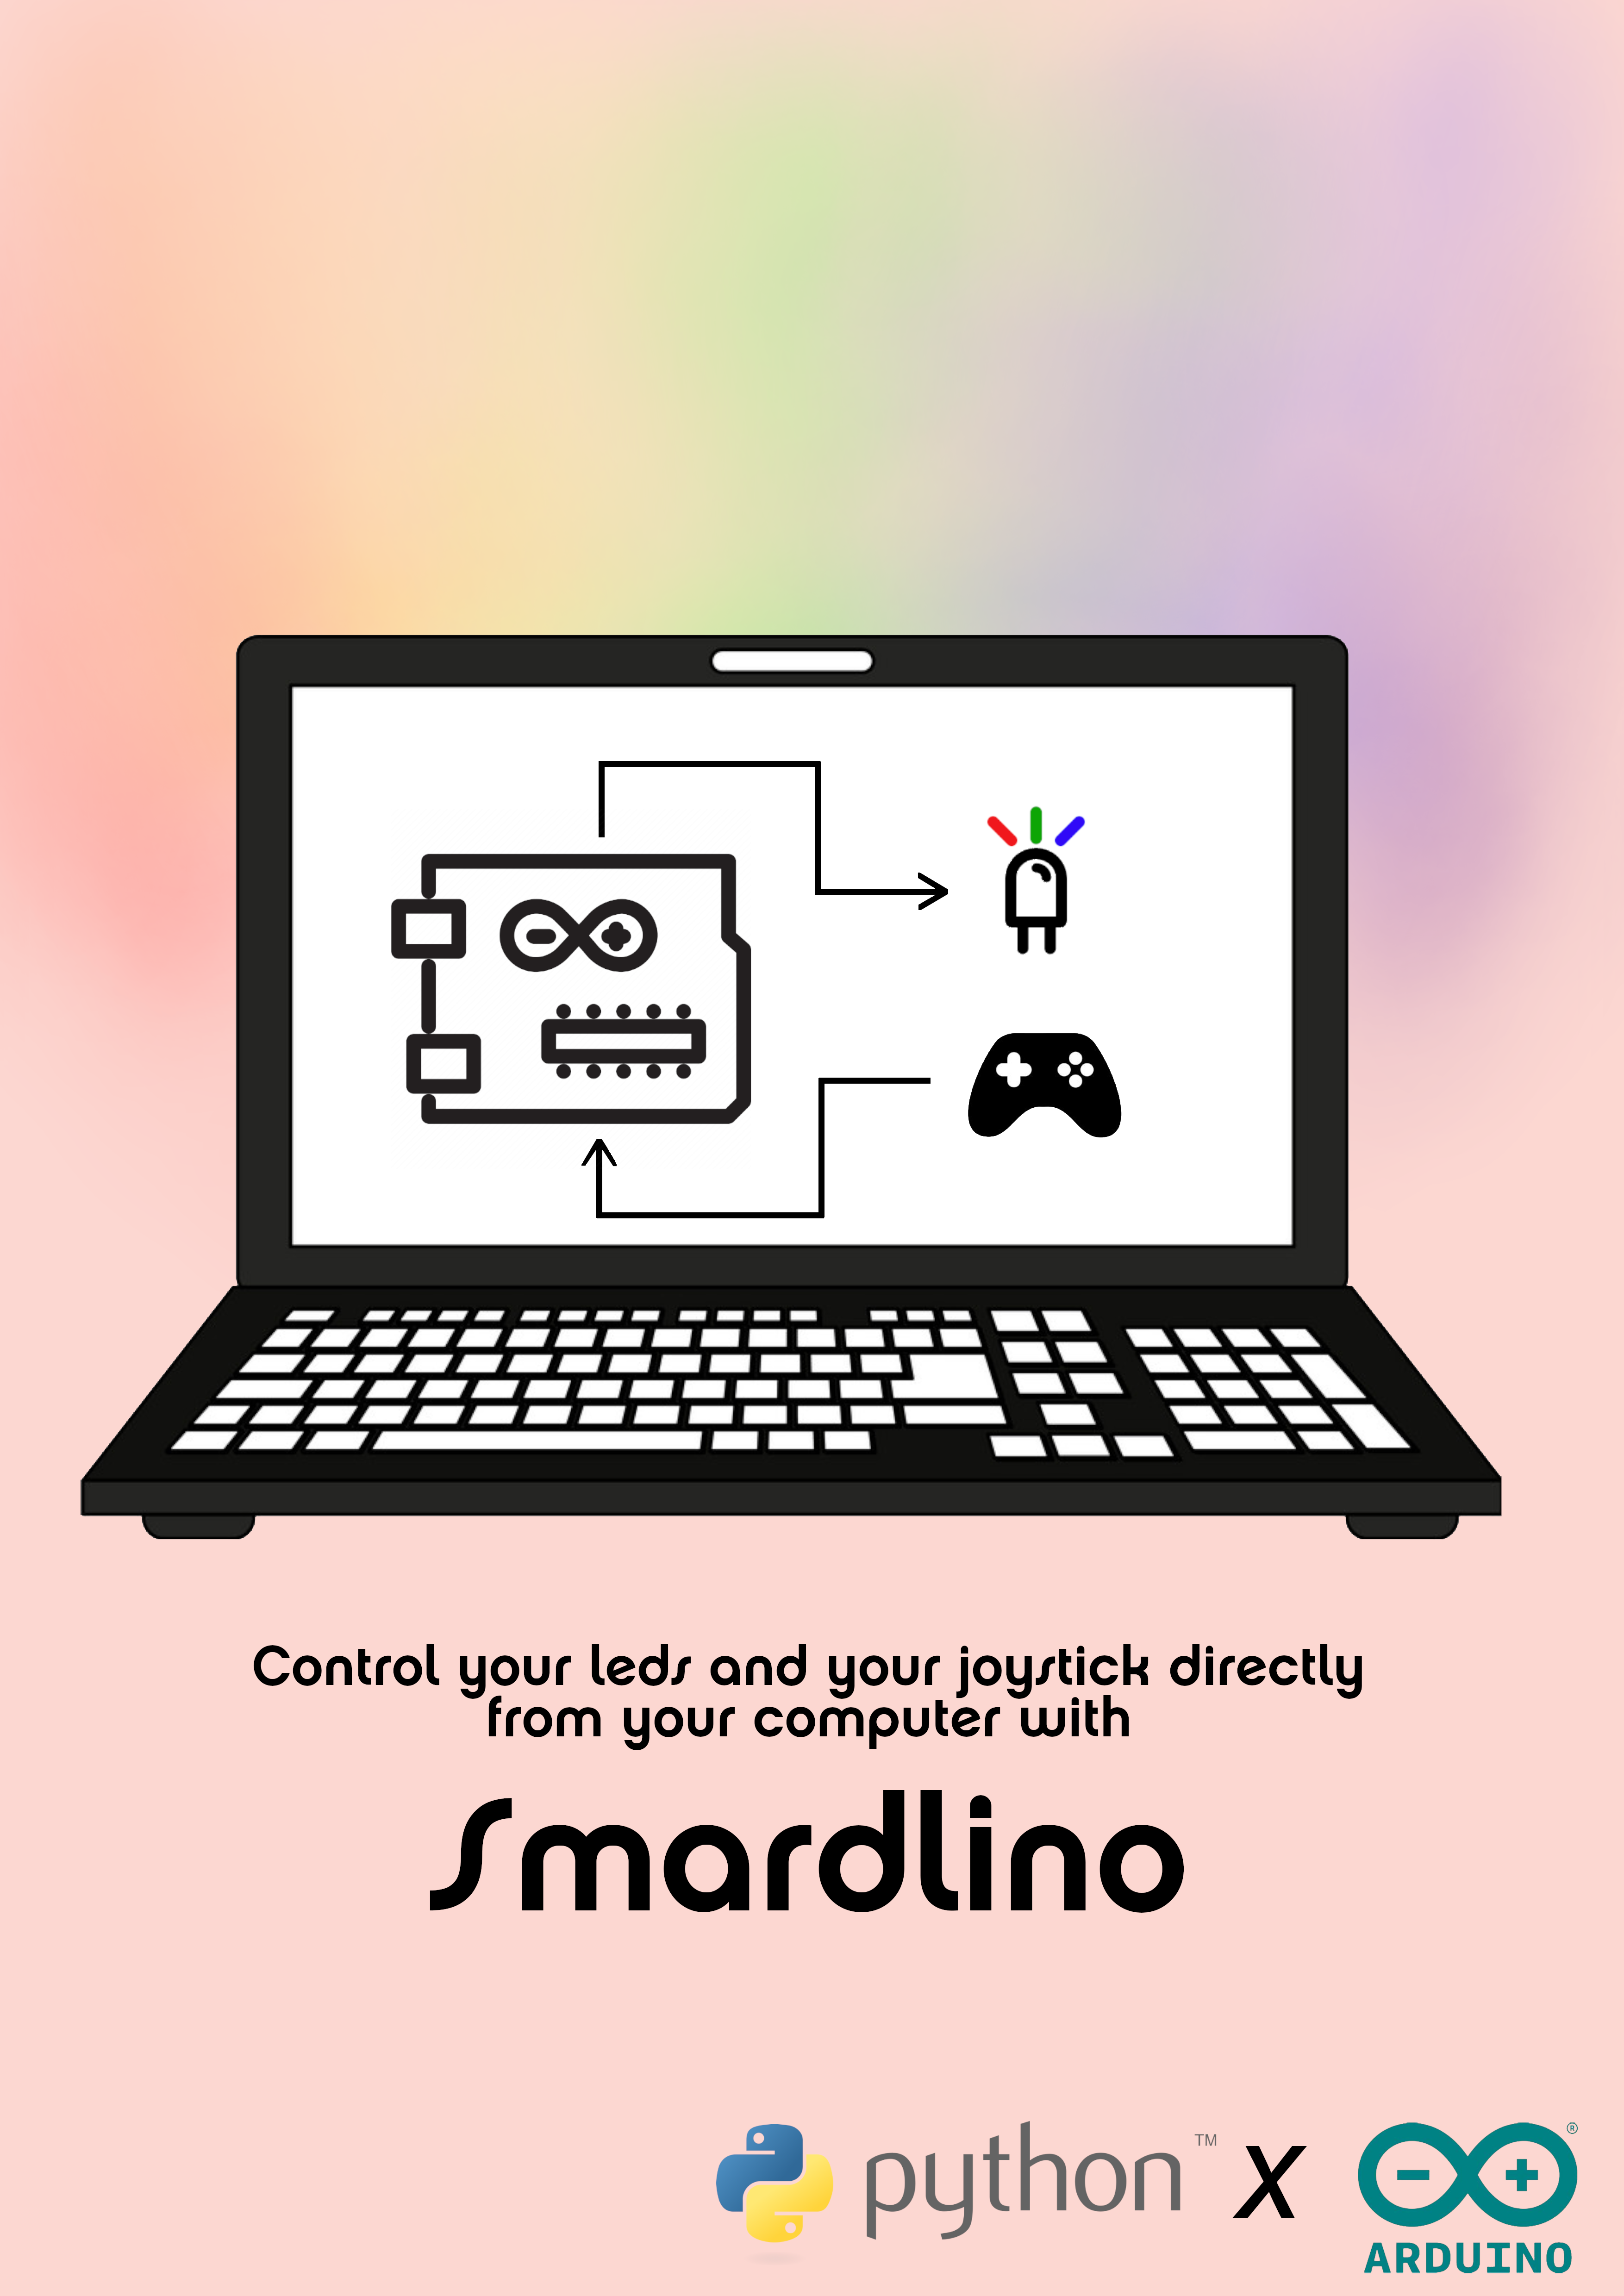 Control your leds and your joystick directly
from your computer with
Smardlino
python™ X ®
ARDUINO